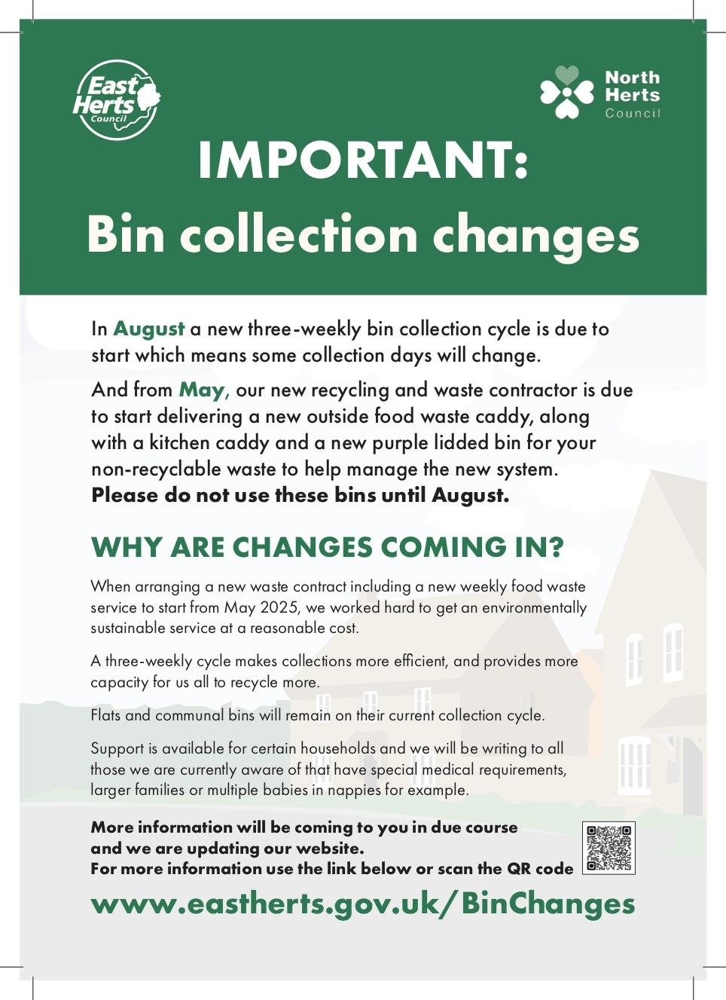 East
Herts
Council
North
Herts
Council
IMPORTANT:
Bin collection changes
In August a new three-weekly bin collection cycle is due to
start which means some collection days will change.
And from May, our new recycling and waste contractor is due
to start delivering a new outside food waste caddy, along
with a kitchen caddy and a new purple lidded bin for your
non-recyclable waste to help manage the new system.
Please do not use these bins until August.
WHY ARE CHANGES COMING IN?
When arranging a new waste contract including a new weekly food waste
service to start from May 2025, we worked hard to get an environmentally
sustainable service at a reasonable cost.
A three-weekly cycle makes collections more efficient, and provides more
capacity for us all to recycle more.
Flats and communal bins will remain on their current collection cycle.
Support is available for certain households and we will be writing to all
those we are currently aware of that have special medical requirements,
larger families or multiple babies in nappies for example.
More information will be coming to you in due course
and we are updating our website.
For more information use the link below or scan the QR code
www.eastherts.gov.uk/BinChanges